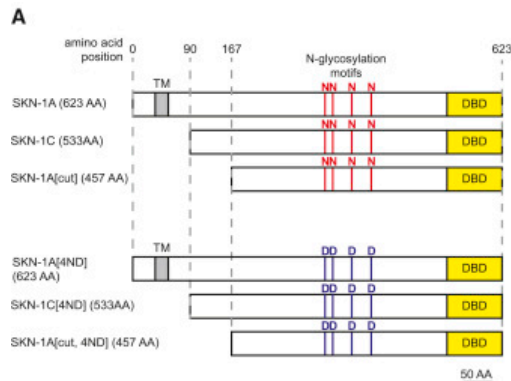 A
amino acid position
0 90 167 623
N-glycosylation motifs
TM
NN N N
SKN-1A (623 AA)
DBD
NN N N
SKN-1C (533AA)
DBD
NN N N
SKN-1A[cut] (457 AA)
DBD
TM
DD D D
SKN-1A[4ND]
(623 AA)
DBD
DD D D
SKN-1C[4ND] (533AA)
DBD
DD D D
SKN-1A[cut, 4ND] (457 AA)
DBD
50 AA